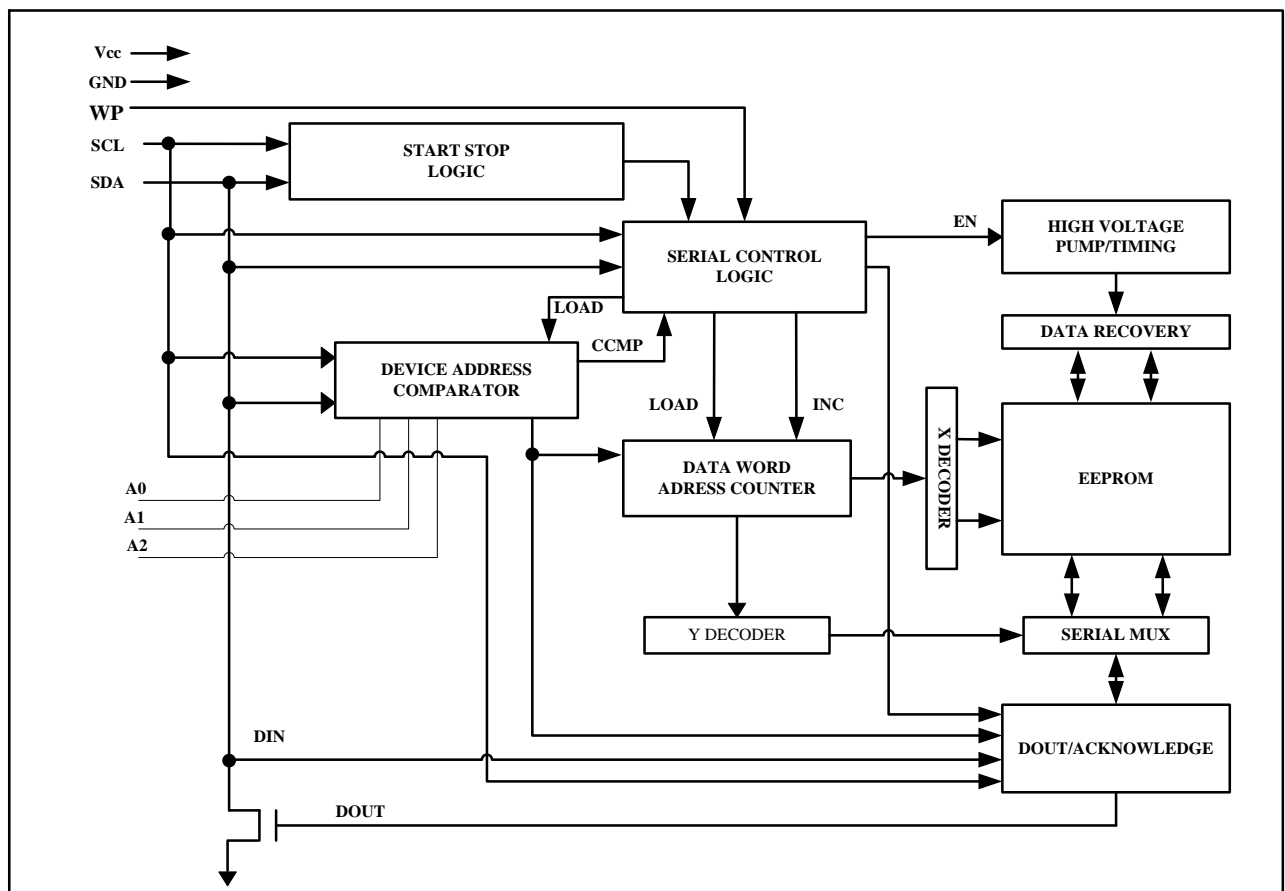 Vcc
GND
WP
SCL
SDA
START STOP
LOGIC
SERIAL CONTROL
LOGIC
EN
HIGH VOLTAGE
PUMP/TIMING
DATA RECOVERY
LOAD
CCMP
DEVICE ADDRESS
COMPARATOR
LOAD
INC
X DECODER
EEPROM
DATA WORD
ADRESS COUNTER
A0
A1
A2
Y DECODER
SERIAL MUX
DIN
DOUT/ACKNOWLEDGE
DOUT